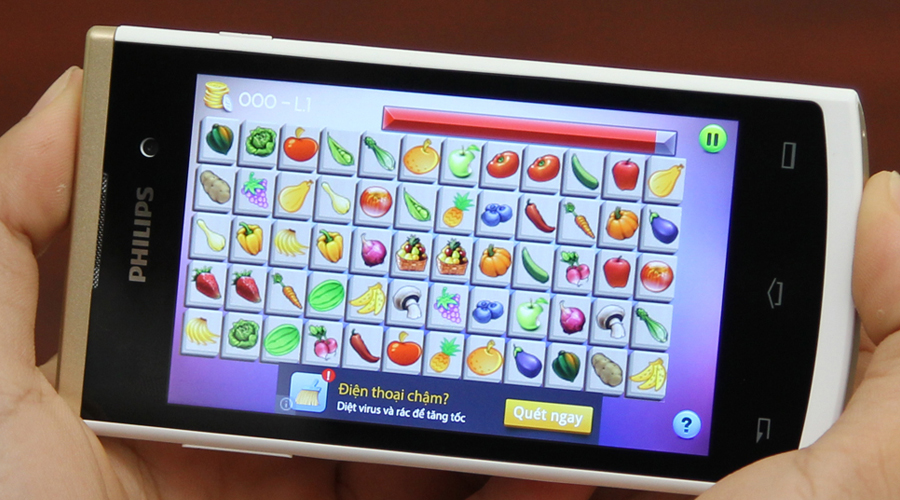 000 - L1
PHILIPS
Điện thoại chậm?
Diệt virus và rác để tăng tốc
Quét ngay
!
?